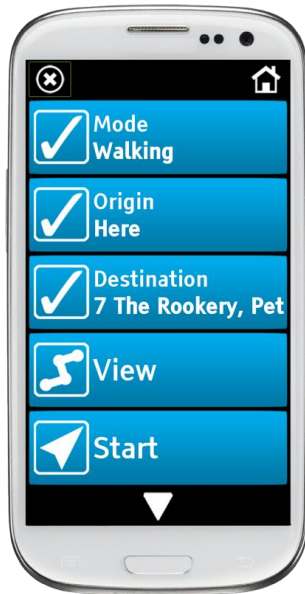 Mode
Walking
Origin
Here
Destination
7 The Rookery, Pet
View
Start